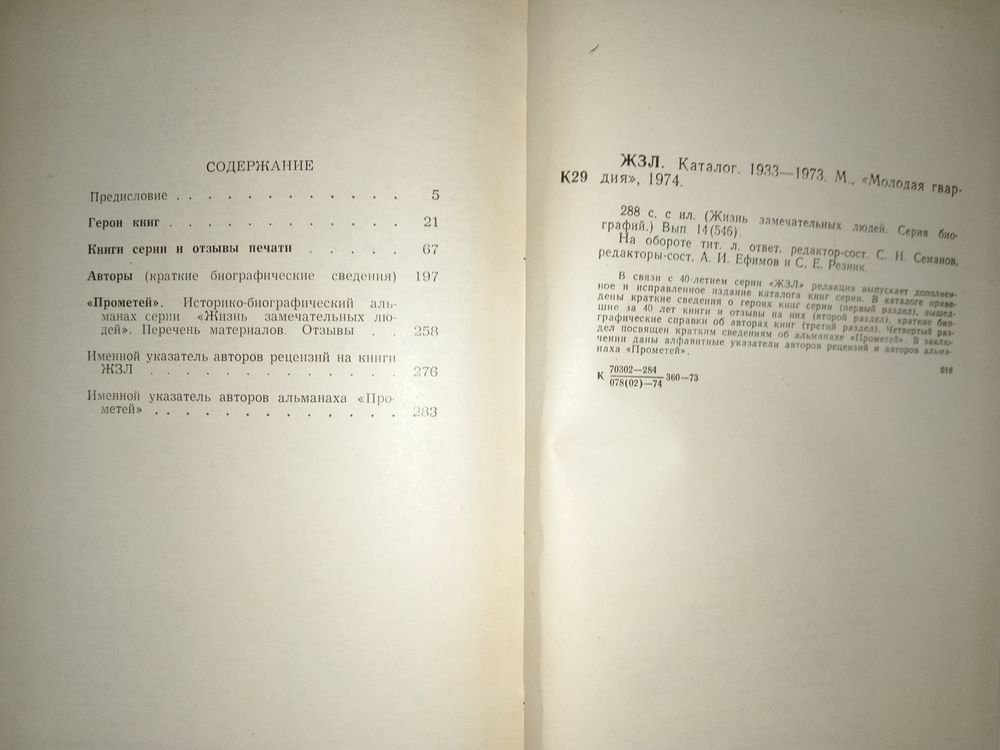 СОДЕРЖАНИЕ
Предисловие . . . . . . . . . . . . 5
Герои книг . . . . . . . . . . . . 21
Книги серии и отзывы печати . . . . . 67
Авторы (краткие биографические сведения) 197
«Прометей». Историко-биографический аль-
манах серии «Жизнь замечательных лю-
дей». Перечень материалов. Отзывы . . 258
Именной указатель авторов рецензий на книги
ЖЗЛ . . . . . . . . . . . . 276
Именной указатель авторов альманаха «Про-
метей» . . . . . . . . . . . . 283
ЖЗЛ. Каталог. 1933—1973. М., «Молодая гвар-
К29 дия», 1974.
288 с. с ил. (Жизнь замечательных людей. Серия био-
графий.) Вып. 14(546).
На обороте тит. л. ответ. редактор-сост. С. Н. Семанов,
редакторы-сост. А. И. Ефимов и С. Е. Резник.
В связи с 40-летием серии «ЖЗЛ» редакция выпускает дополнен-
ное и исправленное издание каталога книг серии. В каталоге приве-
дены краткие сведения о героях книг серии (первый раздел), вышед-
шие за 40 лет книги и отзывы на них (второй раздел), краткие био-
графические справки об авторах книг (третий раздел). Четвертый раз-
дел посвящен кратким сведениям об альманахе «Прометей». В заклю-
чении даны алфавитные указатели авторов рецензий и авторов альма-
наха «Прометей».
К 70302—284
078(02)—74 360—73
016